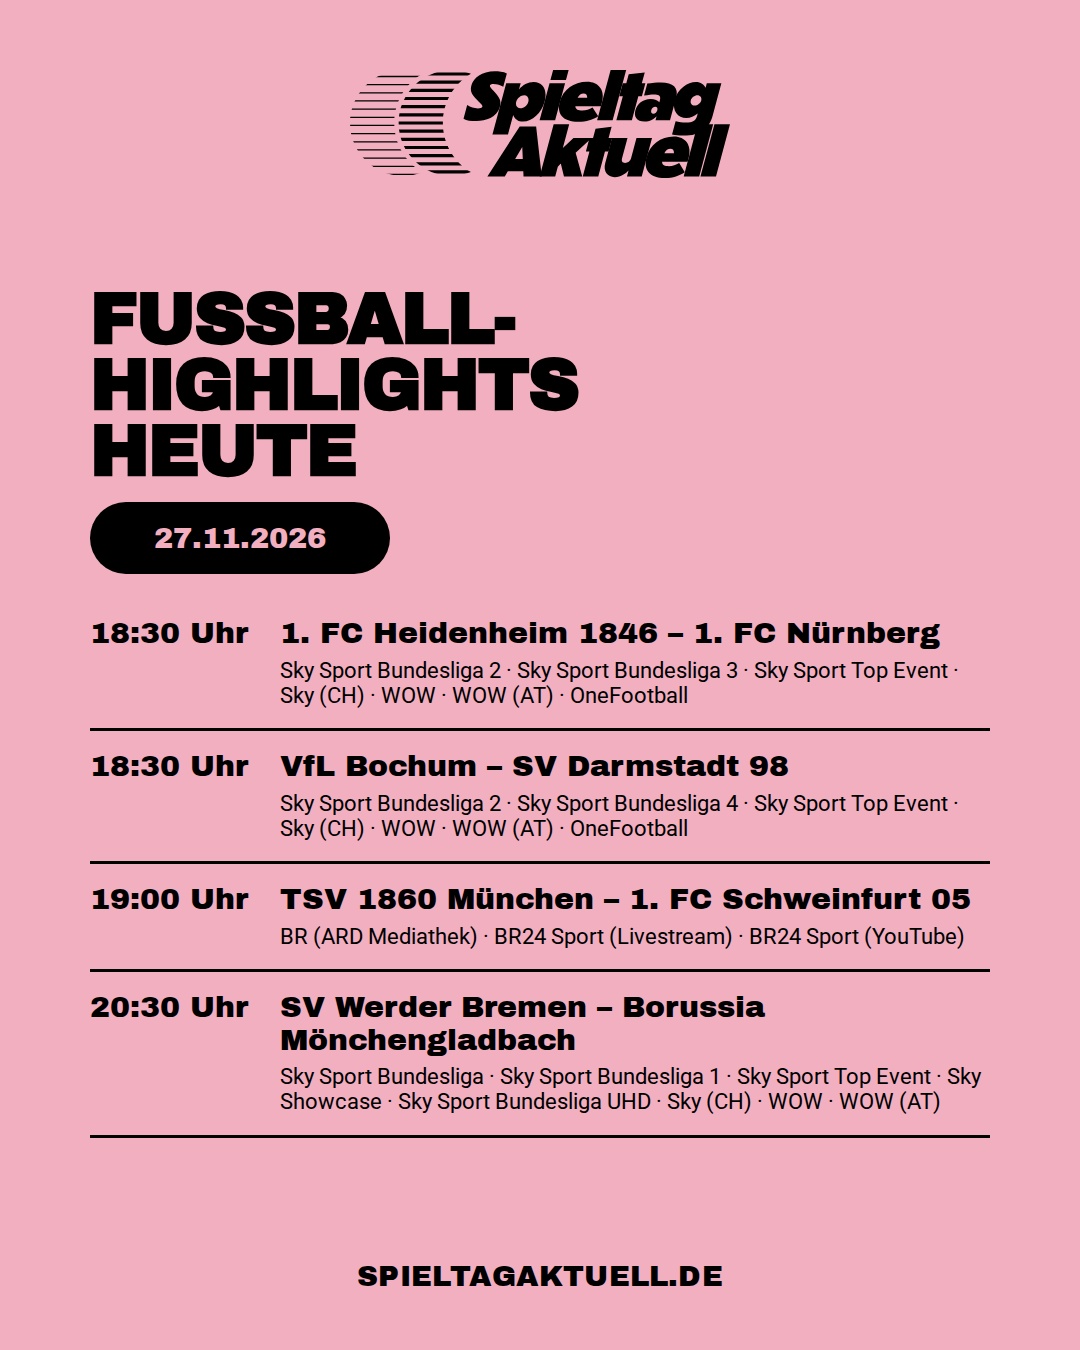 Spieltag
Aktuell
FUSSBALL-
HIGHLIGHTS
HEUTE
27.11.2026
18:30 Uhr 1. FC Heidenheim 1846 – 1. FC Nürnberg
Sky Sport Bundesliga 2 · Sky Sport Bundesliga 3 · Sky Sport Top Event ·
Sky (CH) · WOW · WOW (AT) · OneFootball
18:30 Uhr VfL Bochum – SV Darmstadt 98
Sky Sport Bundesliga 2 · Sky Sport Bundesliga 4 · Sky Sport Top Event ·
Sky (CH) · WOW · WOW (AT) · OneFootball
19:00 Uhr TSV 1860 München – 1. FC Schweinfurt 05
BR (ARD Mediathek) · BR24 Sport (Livestream) · BR24 Sport (YouTube)
20:30 Uhr SV Werder Bremen – Borussia
Mönchengladbach
Sky Sport Bundesliga · Sky Sport Bundesliga 1 · Sky Sport Top Event · Sky
Showcase · Sky Sport Bundesliga UHD · Sky (CH) · WOW · WOW (AT)
SPIELTAGAKTUELL.DE